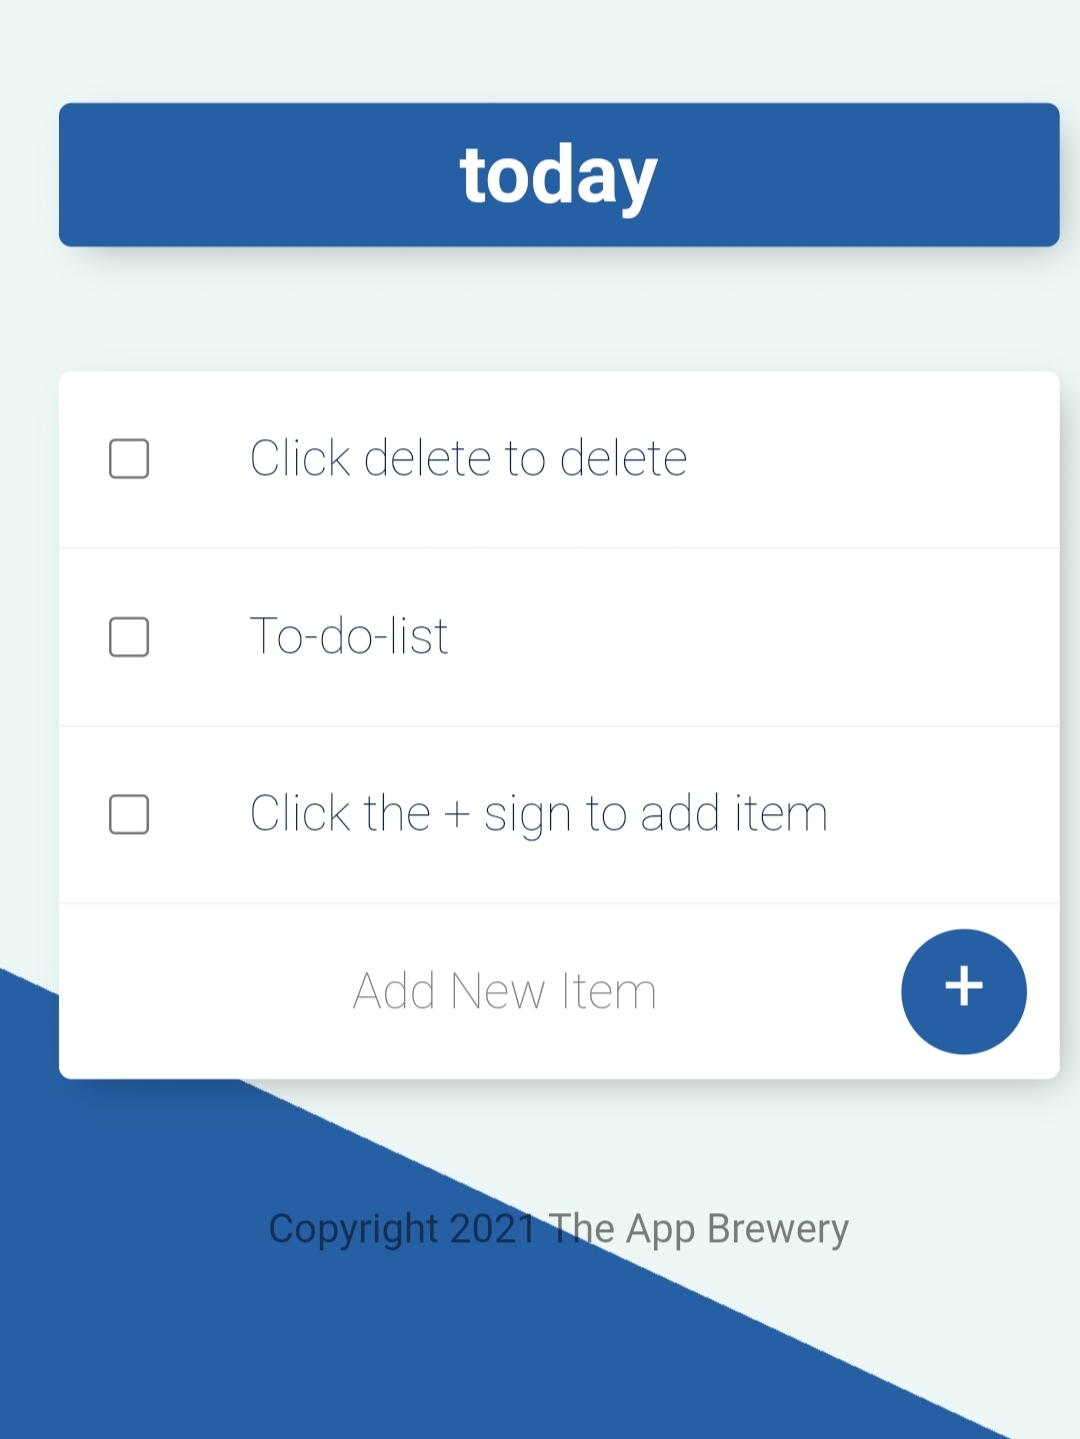 today
Click delete to delete
To-do-list
Click the + sign to add item
Add New Item
+
Copyright 2021 The App Brewery